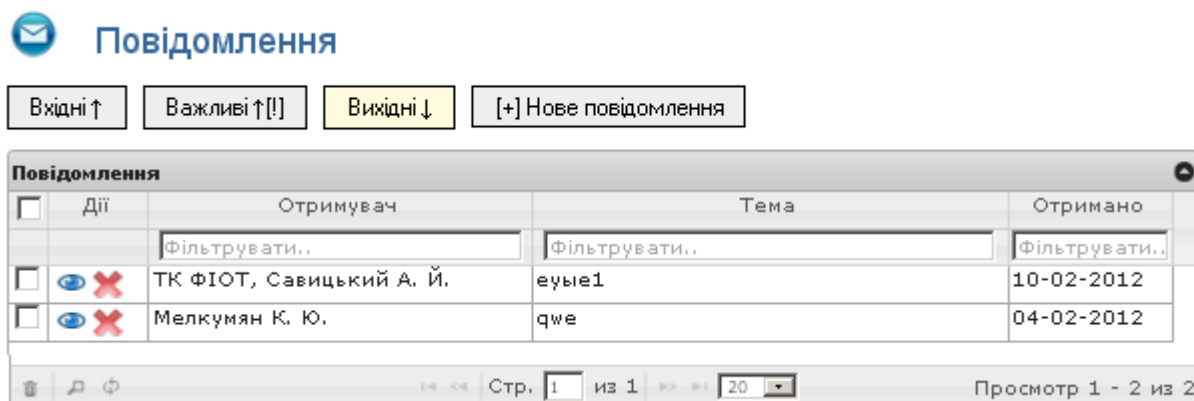 Повідомлення
Вхідні↑ Важливі↑[!] Вихідні↓ [+] Нове повідомлення
Повідомлення
Дії Отримувач Тема Отримано
Фільтрувати.. Фільтрувати.. Фільтрувати..
ТК ФІОТ, Савицький А. Й. еуые1 10-02-2012
Мелкумян К. Ю. qwe 04-02-2012
Стр. 1 из 1 20 Просмотр 1 - 2 из 2